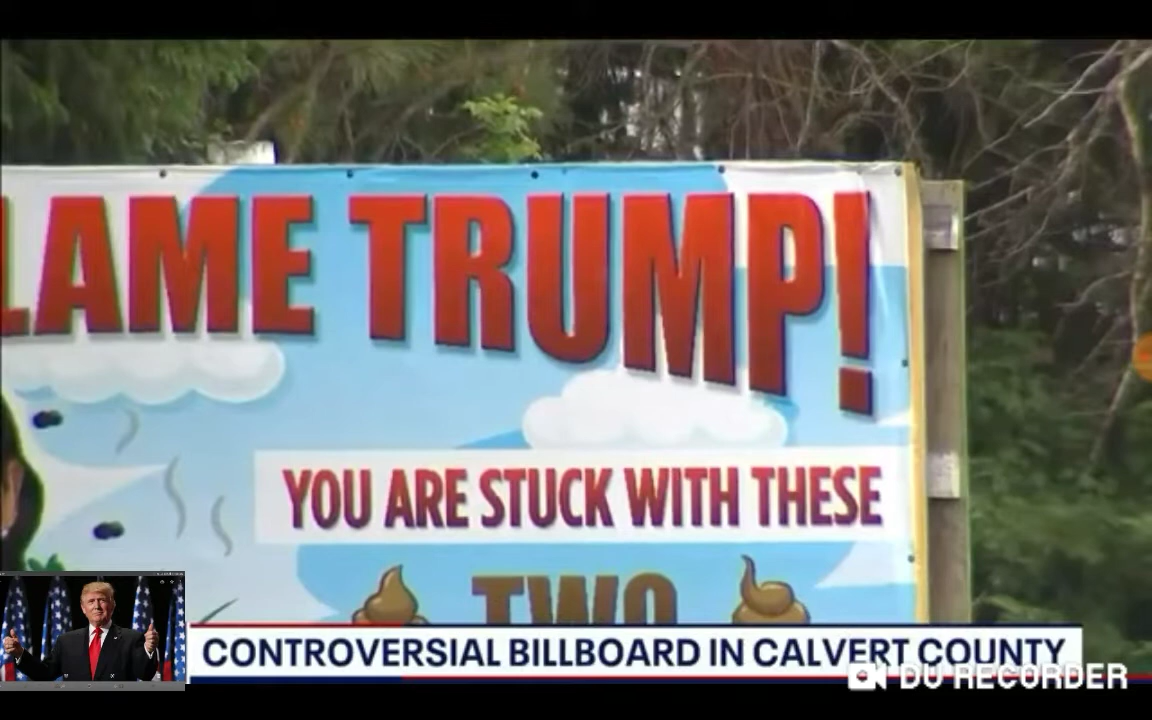 LAME TRUMP!
YOU ARE STUCK WITH THESE
TWO
CONTROVERSIAL BILLBOARD IN CALVERT COUNTY
DU RECORDER